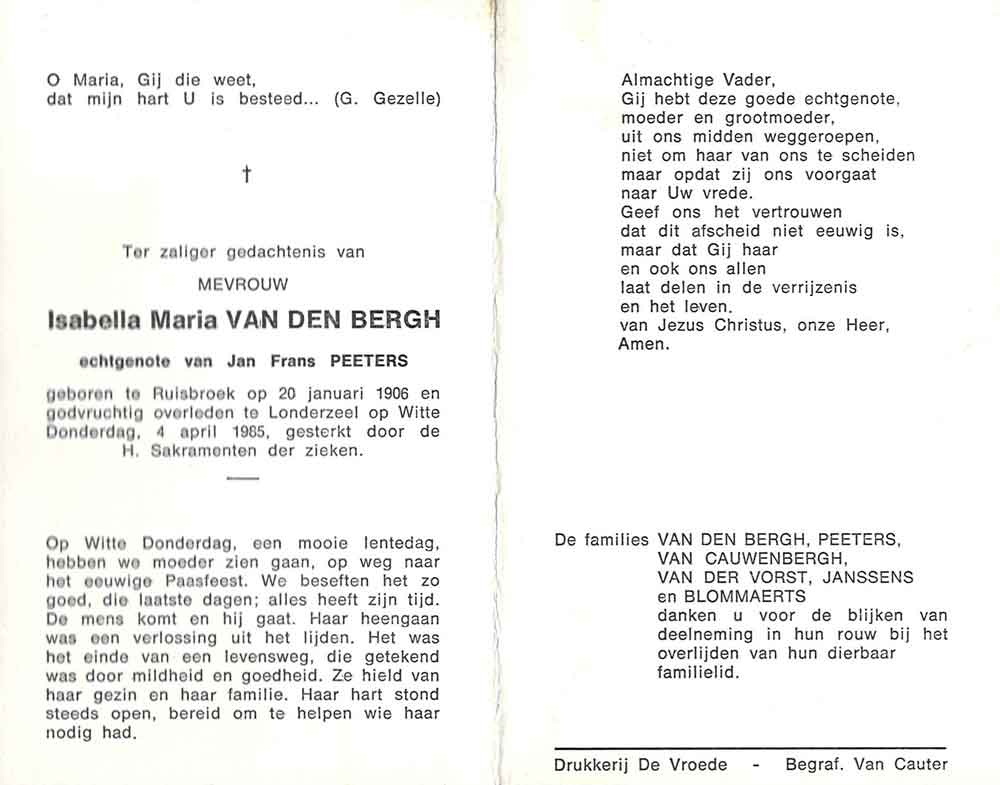 O Maria, Gij die weet,
dat mijn hart U is besteed... (G. Gezelle)
†
Ter zaliger gedachtenis van
MEVROUW
Isabella Maria VAN DEN BERGH
echtgenote van Jan Frans PEETERS
geboren te Ruisbroek op 20 januari 1906 en
godvruchtig overleden te Londerzeel op Witte
Donderdag, 4 april 1985, gesterkt door de
H. Sakramenten der zieken.
Op Witte Donderdag, een mooie lentedag,
hebben we moeder zien gaan, op weg naar
het eeuwige Paasfeest. We beseften het zo
goed, die laatste dagen; alles heeft zijn tijd.
De mens komt en hij gaat. Haar heengaan
was een verlossing uit het lijden. Het was
het einde van een levensweg, die getekend
was door mildheid en goedheid. Ze hield van
haar gezin en haar familie. Haar hart stond
steeds open, bereid om te helpen wie haar
nodig had.
Almachtige Vader,
Gij hebt deze goede echtgenote,
moeder en grootmoeder,
uit ons midden weggeroepen,
niet om haar van ons te scheiden
maar opdat zij ons voorgaat
naar Uw vrede.
Geef ons het vertrouwen
dat dit afscheid niet eeuwig is,
maar dat Gij haar
en ook ons allen
laat delen in de verrijzenis
en het leven.
van Jezus Christus, onze Heer,
Amen.
De families VAN DEN BERGH, PEETERS,
VAN CAUWENBERGH,
VAN DER VORST, JANSSENS
en BLOMMAERTS
danken u voor de blijken van
deelneming in hun rouw bij het
overlijden van hun dierbaar
familielid.
Drukkerij De Vroede - Begraf. Van Cauter